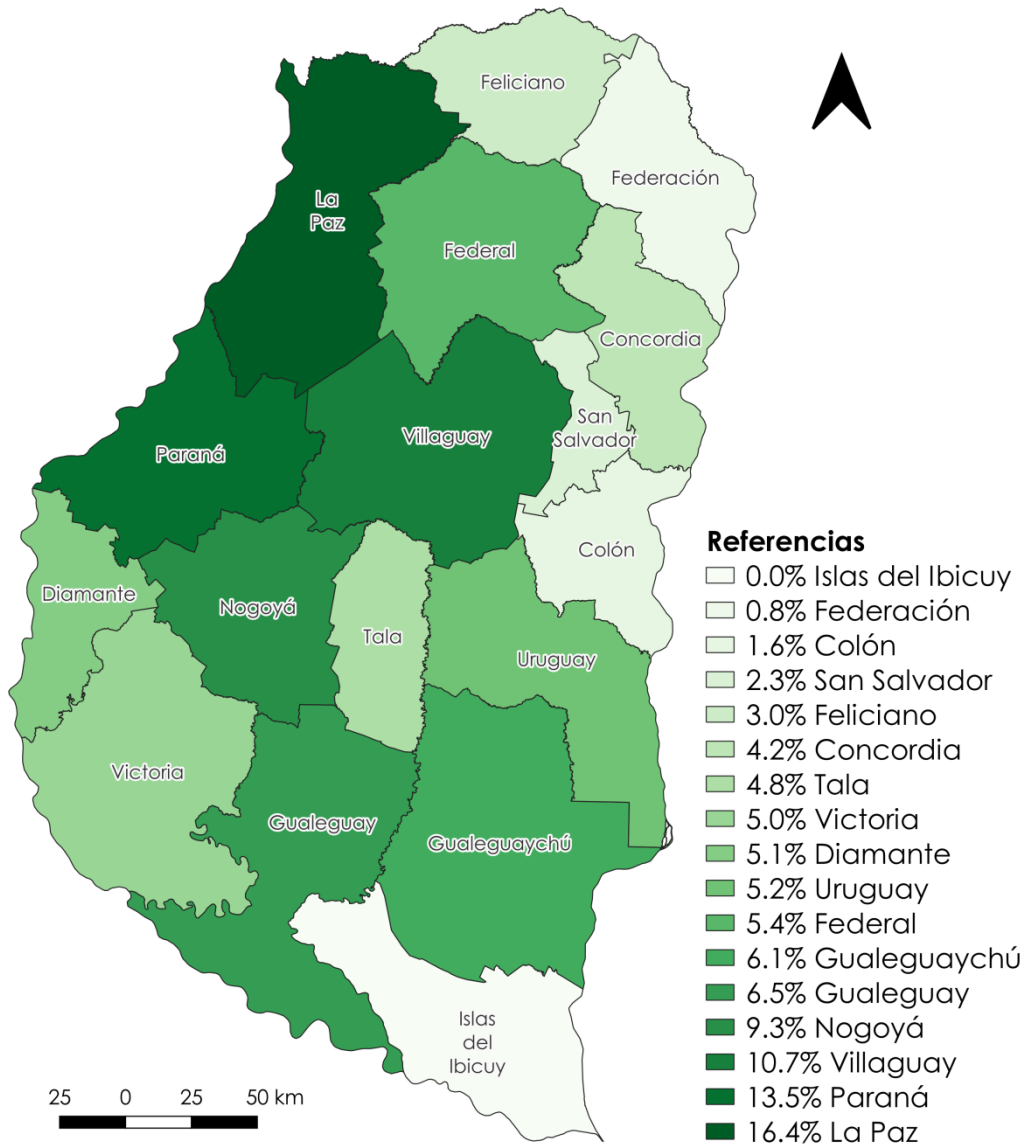 Feliciano
Federación
La
Paz
Federal
Concordia
San
Salvador
Villaguay
Paraná
Colón
Diamante
Nogoyá
Tala
Uruguay
Victoria
Gualeguay
Gualeguaychú
Islas
del
Ibicuy
Referencias
0.0% Islas del Ibicuy
0.8% Federación
1.6% Colón
2.3% San Salvador
3.0% Feliciano
4.2% Concordia
4.8% Tala
5.0% Victoria
5.1% Diamante
5.2% Uruguay
5.4% Federal
6.1% Gualeguaychú
6.5% Gualeguay
9.3% Nogoyá
10.7% Villaguay
13.5% Paraná
16.4% La Paz
25 0 25 50 km